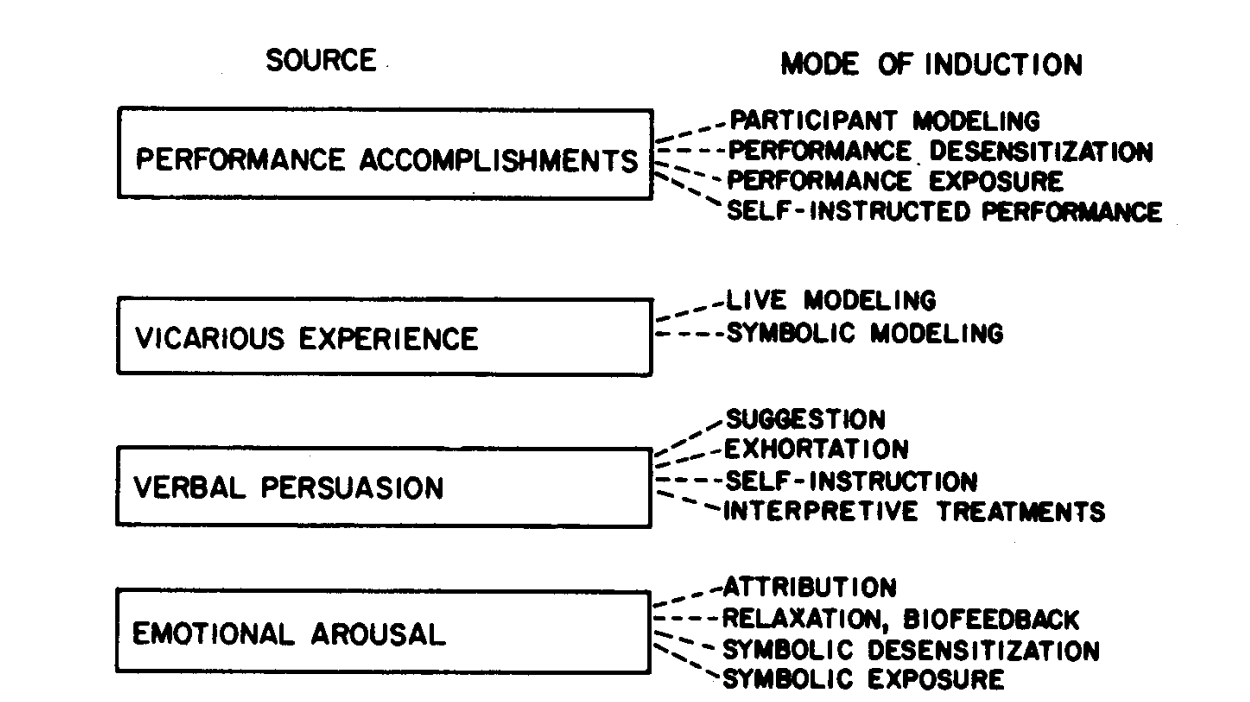 SOURCE
MODE OF INDUCTION
PERFORMANCE ACCOMPLISHMENTS
PARTICIPANT MODELING
PERFORMANCE DESENSITIZATION
PERFORMANCE EXPOSURE
SELF-INSTRUCTED PERFORMANCE
VICARIOUS EXPERIENCE
LIVE MODELING
SYMBOLIC MODELING
VERBAL PERSUASION
SUGGESTION
EXHORTATION
SELF-INSTRUCTION
INTERPRETIVE TREATMENTS
EMOTIONAL AROUSAL
ATTRIBUTION
RELAXATION, BIOFEEDBACK
SYMBOLIC DESENSITIZATION
SYMBOLIC EXPOSURE